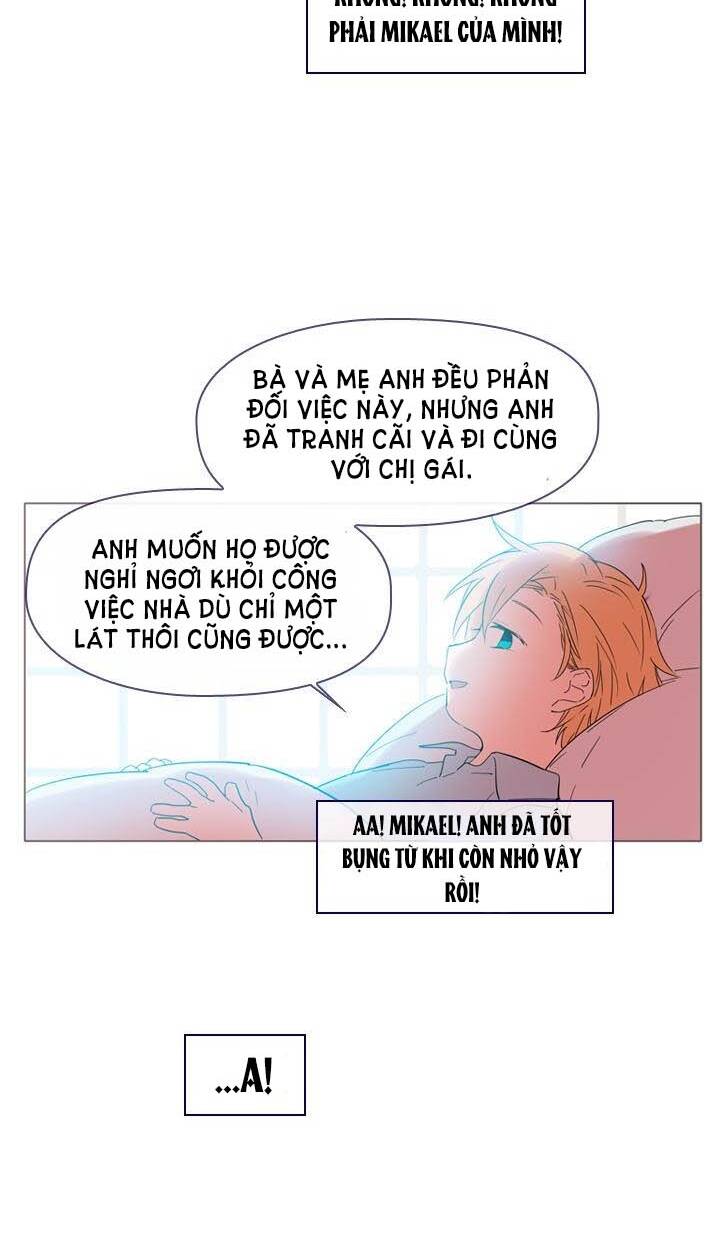 PHẢI MIKAEL CỦA MÌNH!
BÀ VÀ MẸ ANH ĐỀU PHẢN
ĐỐI VIỆC NÀY, NHƯNG ANH
ĐÃ TRANH CÃI VÀ ĐI CÙNG
VỚI CHỊ GÁI.
ANH MUỐN HỌ ĐƯỢC
NGHỈ NGƠI KHỎI CÔNG
VIỆC NHÀ DÙ CHỈ MỘT
LÁT THÔI CŨNG ĐƯỢC...
AA! MIKAEL! ANH ĐÀ TỐT
BỤNG TỪ KHI CÒN NHỎ VẬY
RỒI!
...A!